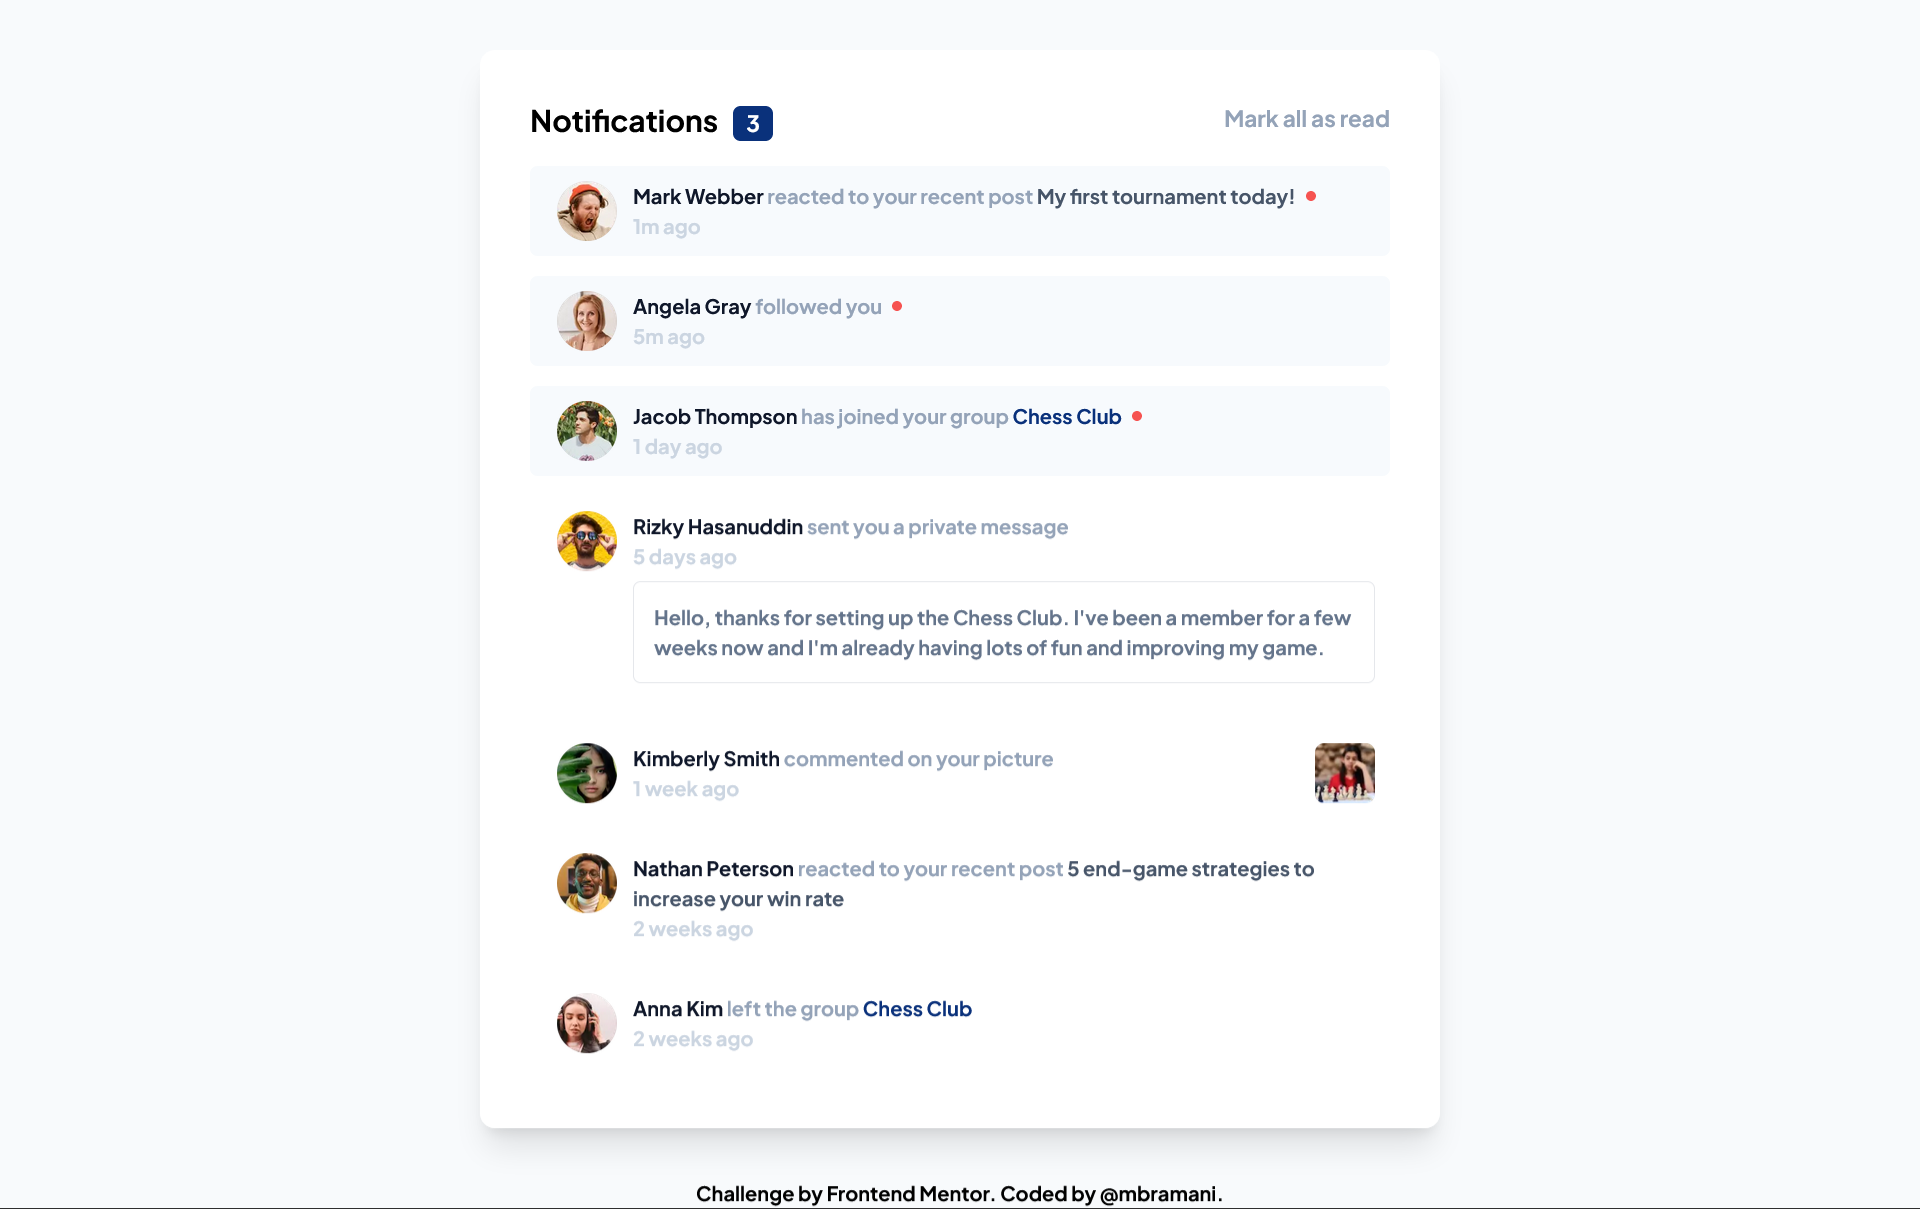 Notifications 3
Mark all as read
Mark Webber reacted to your recent post My first tournament today!
1m ago
Angela Gray followed you
5m ago
Jacob Thompson has joined your group Chess Club
1 day ago
Rizky Hasanuddin sent you a private message
5 days ago
Hello, thanks for setting up the Chess Club. I've been a member for a few
weeks now and I'm already having lots of fun and improving my game.
Kimberly Smith commented on your picture
1 week ago
Nathan Peterson reacted to your recent post 5 end-game strategies to
increase your win rate
2 weeks ago
Anna Kim left the group Chess Club
2 weeks ago
Challenge by Frontend Mentor. Coded by @mbramani.